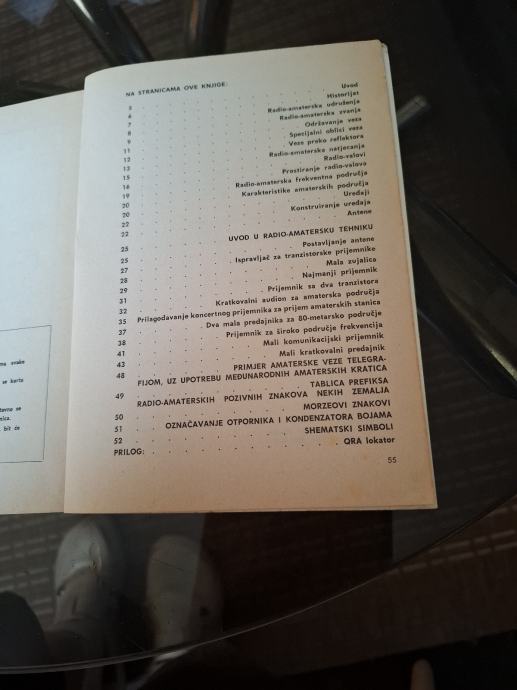 NA STRANICAMA OVE KNJIGE:
5 Uvod
6 Historijat
7 Radio-amaterska udruženja
8 Radio-amaterska zvanja
9 Održavanje veza
11 Specijalni oblici veza
12 Veze preko reflektora
13 Radio-amaterska natjecanja
15 Radio-valovi
16 Prostiranje radio-valova
19 Radio-amaterska frekventna područja
20 Karakteristike amaterskih područja
20 Uređaji
22 Konstruiranje uređaja
22 Antene
UVOD U RADIO-AMATERSKU TEHNIKU
25 Postavljanje antene
25 Ispravljač za tranzistorske prijemnike
27 Mala zujalica
28 Najmanji prijemnik
29 Prijemnik sa dva tranzistora
31 Kratkovalni audion za amaterska područja
32 Prilagođavanje koncertnog prijemnika za prijem amaterskih stanica
35 Dva mala predajnika za 80-metarsko područje
37 Prijemnik za široko područje frekvencija
38 Mali komunikacijski prijemnik
41 Mali kratkovalni predajnik
43 PRIMJER AMATERSKE VEZE TELEGRA-
48 FIJOM, UZ UPOTREBU MEĐUNARODNIH AMATERSKIH KRATICA
TABLICA PREFIKSA
49 RADIO-AMATERSKIH POZIVNIH ZNAKOVA NEKIH ZEMALJA
50 MORZEOVI ZNAKOVI
51 OZNAČAVANJE OTPORNIKA I KONDENZATORA BOJAMA
52 SHEMATSKI SIMBOLI
PRILOG: QRA lokator
55
svake
se karta
bit će